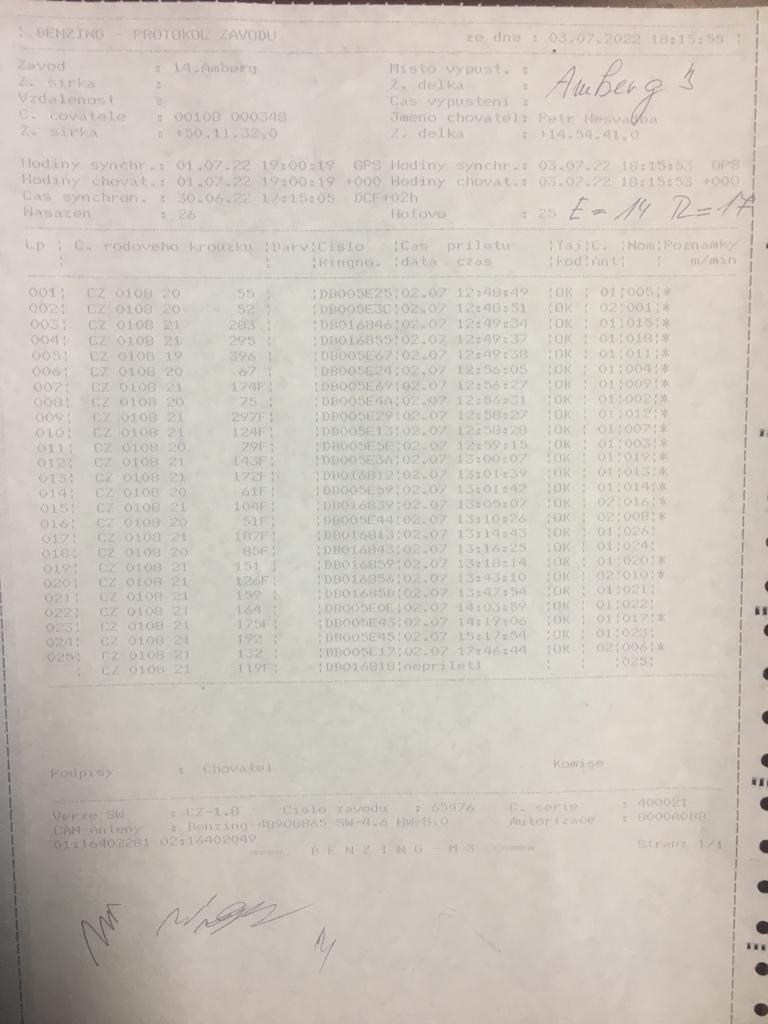 BENZING - PROTOKOL ZAVODU ze dne : 03.07.2022 18:15:55
Zavod : 14.Amberg Misto vypust. :
Z. sirka : Z. delka : Amberg 3
Vzdalenost : Cas vypusteni :
C. covatele : 00108 000348 Jmeno chovatel: Petr Nesvadba
Z. sirka : +50.11.32,0 Z. delka : +14.54.41,0
Hodiny synchr.: 01.07.22 19:00:19 GPS Hodiny synchr.: 03.07.22 18:15:53 GPS
Hodiny chovat.: 01.07.22 19:00:19 +000 Hodiny chovat.: 03.07.22 18:15:53 +000
Cas synchron. : 30.06.22 17:15:05 DCF+02h
Nasazen : 26 Hotovo : 25 E=14 R=17
Lp ¦ C. rodoveho krouzku ¦Barv¦Cislo ¦Cas priletu ¦Taj¦C. ¦Nom¦Poznamky
¦ ¦ ¦Ringno. ¦data czas ¦kod¦Ant¦ ¦ m/min
001¦ CZ 0108 20 55 ¦ ¦DB005E25¦02.07 12:48:49 ¦OK ¦ 01¦005¦*
002¦ CZ 0108 20 52 ¦ ¦DB005E3C¦02.07 12:48:51 ¦OK ¦ 02¦001¦*
003¦ CZ 0108 21 283 ¦ ¦DB016846¦02.07 12:49:34 ¦OK ¦ 01¦015¦*
004¦ CZ 0108 21 295 ¦ ¦DB016855¦02.07 12:49:37 ¦OK ¦ 01¦018¦*
005¦ CZ 0108 19 396 ¦ ¦DB005E67¦02.07 12:49:38 ¦OK ¦ 01¦011¦*
006¦ CZ 0108 20 67 ¦ ¦DB005E24¦02.07 12:56:05 ¦OK ¦ 01¦004¦*
007¦ CZ 0108 21 174F¦ ¦DB005E69¦02.07 12:56:27 ¦OK ¦ 01¦009¦*
008¦ CZ 0108 20 75 ¦ ¦DB005E4A¦02.07 12:56:31 ¦OK ¦ 01¦002¦*
009¦ CZ 0108 21 297F¦ ¦DB005E29¦02.07 12:58:27 ¦OK ¦ 01¦012¦*
010¦ CZ 0108 21 124F¦ ¦DB005E13¦02.07 12:58:28 ¦OK ¦ 01¦007¦*
011¦ CZ 0108 20 79F¦ ¦DB005E5E¦02.07 12:59:15 ¦OK ¦ 01¦003¦*
012¦ CZ 0108 21 143F¦ ¦DB005E3A¦02.07 13:00:07 ¦OK ¦ 01¦019¦*
013¦ CZ 0108 21 172F¦ ¦DB016812¦02.07 13:01:39 ¦OK ¦ 01¦013¦*
014¦ CZ 0108 20 61F¦ ¦DB005E59¦02.07 13:01:42 ¦OK ¦ 01¦014¦*
015¦ CZ 0108 21 104F¦ ¦DB016839¦02.07 13:05:07 ¦OK ¦ 02¦016¦*
016¦ CZ 0108 20 51F¦ ¦DB005E44¦02.07 13:10:26 ¦OK ¦ 02¦008¦*
017¦ CZ 0108 21 187F¦ ¦DB016813¦02.07 13:14:43 ¦OK ¦ 01¦026¦
018¦ CZ 0108 20 85F¦ ¦DB016843¦02.07 13:16:25 ¦OK ¦ 01¦024¦
019¦ CZ 0108 21 151 ¦ ¦DB016859¦02.07 13:18:14 ¦OK ¦ 01¦020¦*
020¦ CZ 0108 21 126F¦ ¦DB016856¦02.07 13:43:10 ¦OK ¦ 02¦010¦*
021¦ CZ 0108 21 159 ¦ ¦DB01685B¦02.07 13:47:54 ¦OK ¦ 01¦021¦
022¦ CZ 0108 21 164 ¦ ¦DB005E0E¦02.07 14:03:59 ¦OK ¦ 01¦022¦
023¦ CZ 0108 21 175F¦ ¦DB005E43¦02.07 14:19:06 ¦OK ¦ 01¦017¦*
024¦ CZ 0108 21 192 ¦ ¦DB005E45¦02.07 15:17:54 ¦OK ¦ 01¦023¦
025¦ CZ 0108 21 132 ¦ ¦DB005E17¦02.07 17:46:44 ¦OK ¦ 02¦006¦*
¦ CZ 0108 21 119F¦ ¦DB016818¦nepriletl ¦ ¦ ¦025¦
Podpisy : Chovatel Komise
Verze SW : CZ-1.8 Cislo zavodu : 65476 C. serie : 400021
CAN-Anteny : Benzing 48908865 SW-4.6 HW-8.0 Autorizace : 8000A0BB
01:16402281 02:16402049
====> BENZING-M3 <==== Stran: 1/1